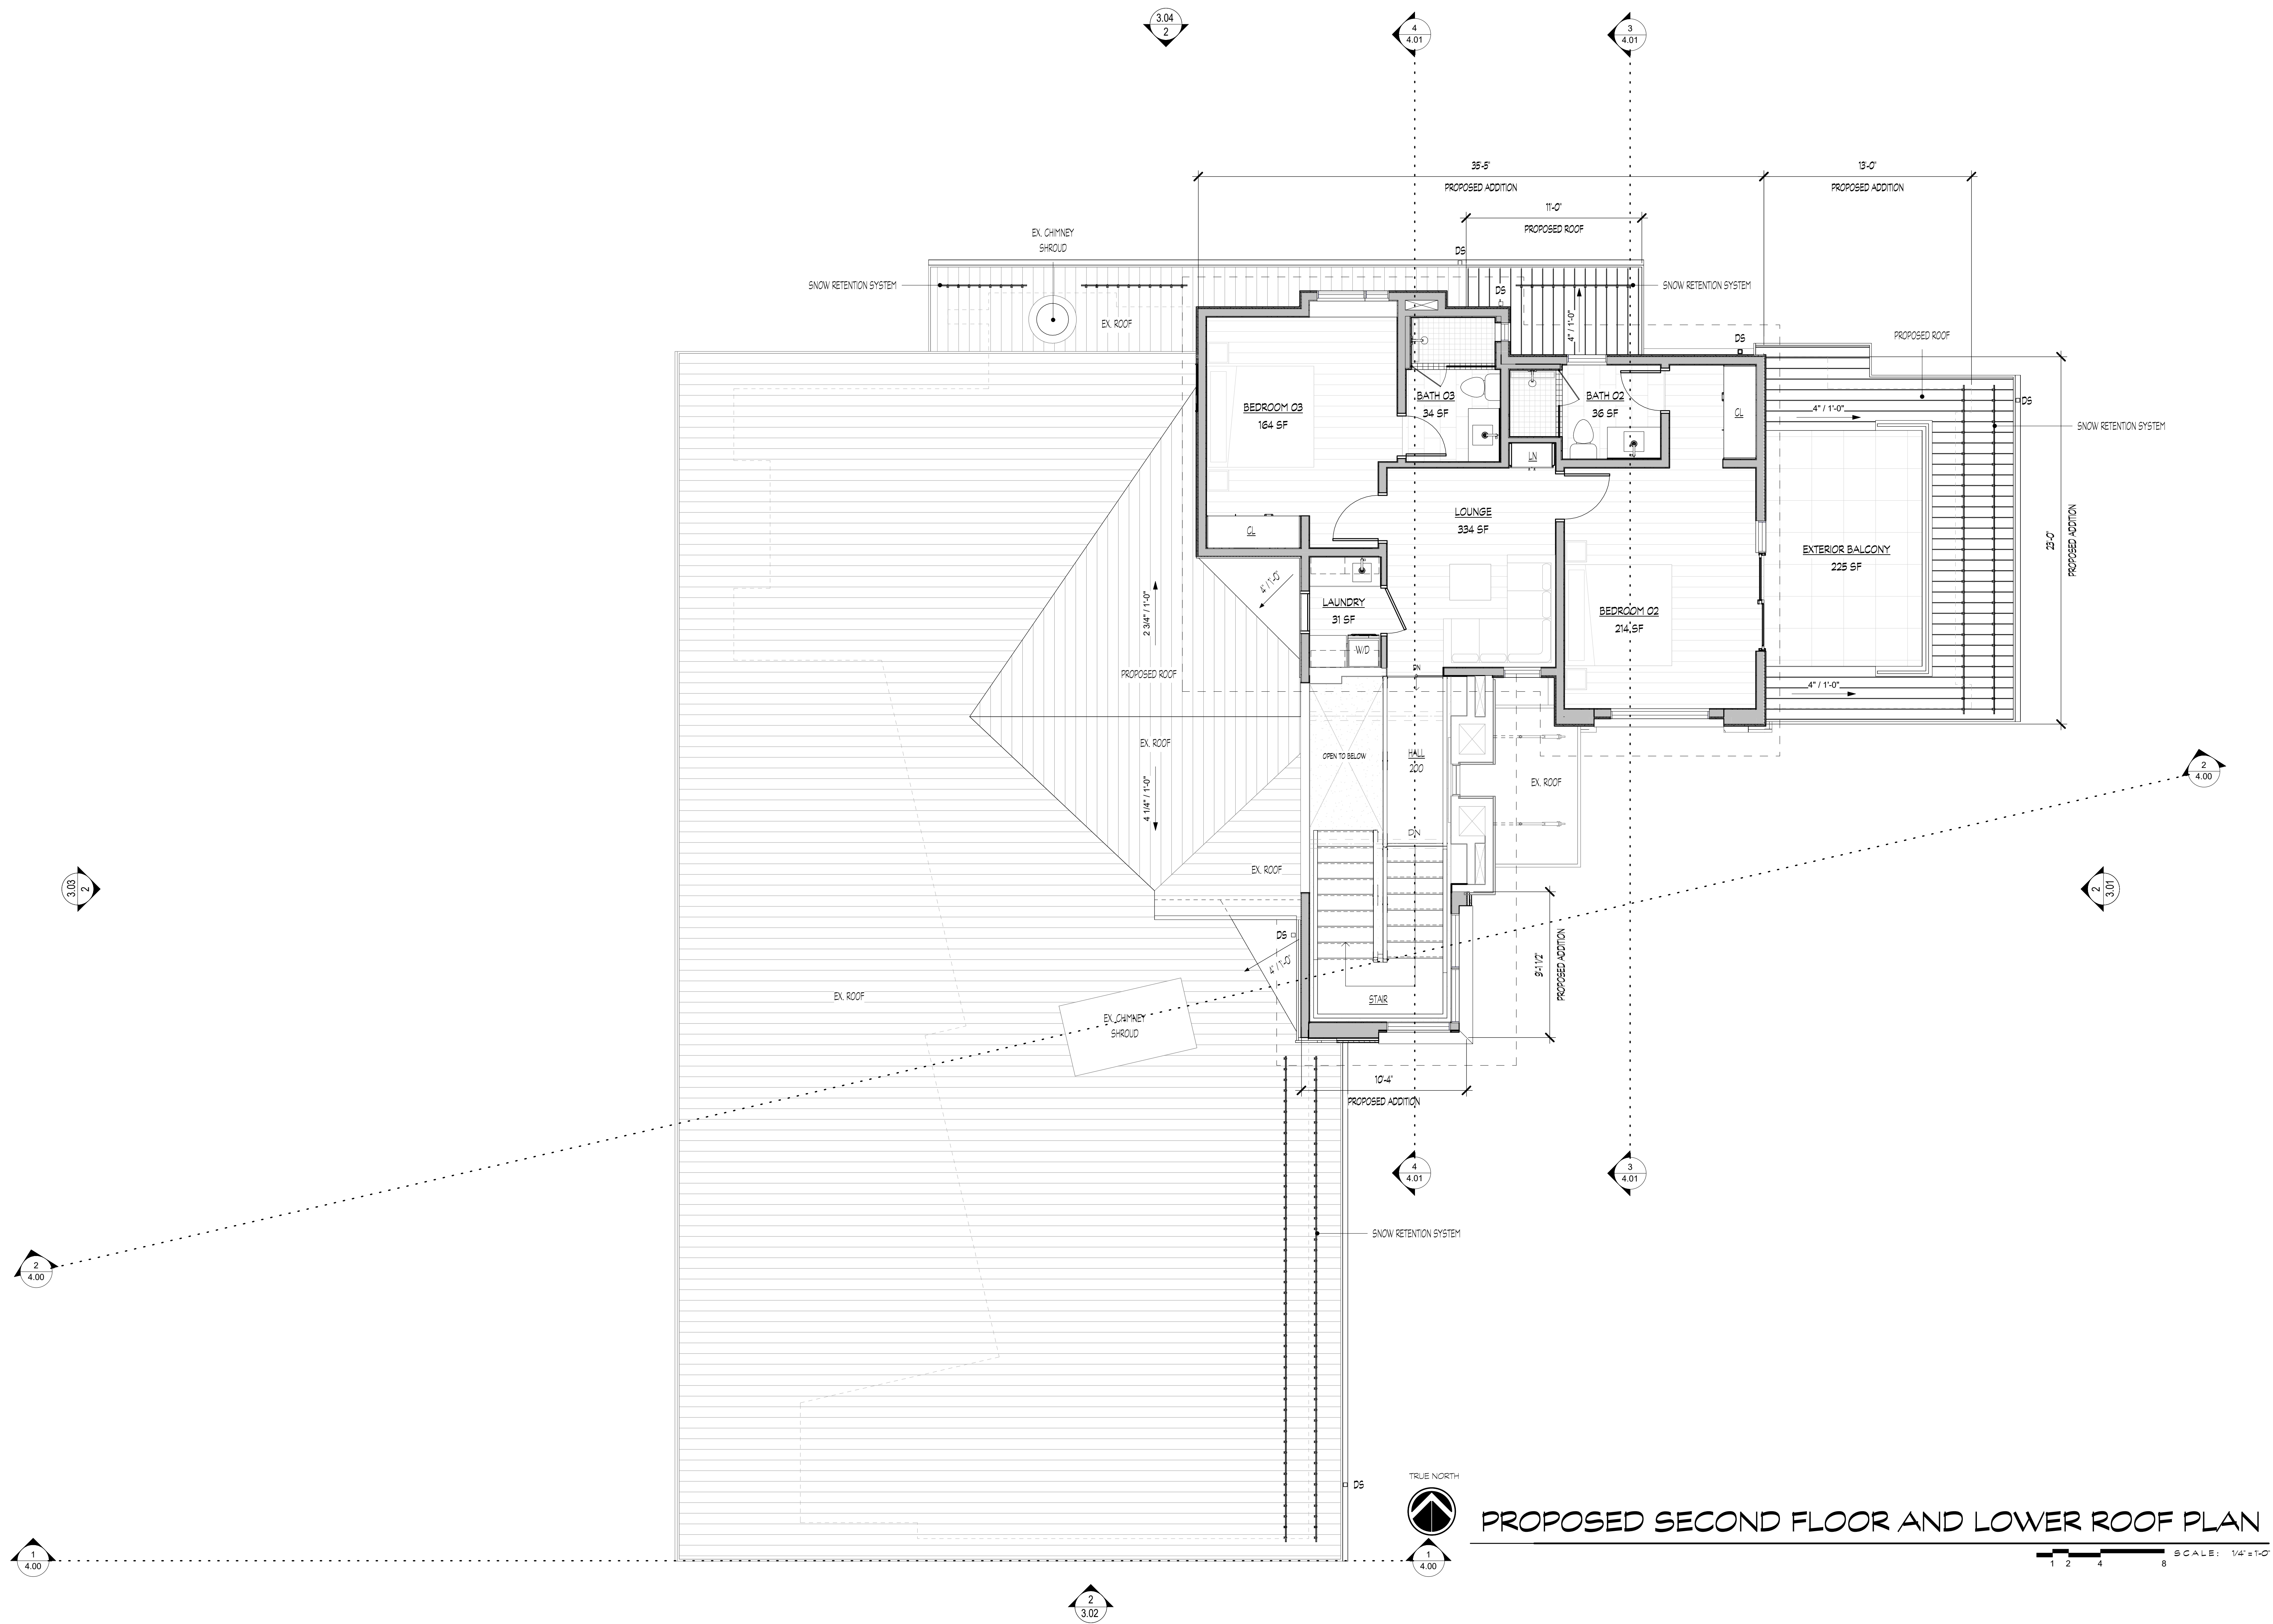 3.04
2
4
4.01
3
4.01
35'-5"
PROPOSED ADDITION
13'-0"
PROPOSED ADDITION
11'-0"
PROPOSED ROOF
EX. CHIMNEY
SHROUD
DS
SNOW RETENTION SYSTEM
DS
SNOW RETENTION SYSTEM
EX. ROOF
4" / 1'-0"
DS
PROPOSED ROOF
BEDROOM 03
164 SF
BATH 03
34 SF
BATH 02
36 SF
CL
4" / 1'-0"
DS
SNOW RETENTION SYSTEM
LN
LOUNGE
334 SF
CL
EXTERIOR BALCONY
225 SF
23'-0"
PROPOSED ADDITION
4" / 1'-0"
LAUNDRY
31 SF
BEDROOM 02
214 SF
2 3/4" / 1'-0"
W/D
PROPOSED ROOF
DN
4" / 1'-0"
EX. ROOF
OPEN TO BELOW
HALL
200
EX. ROOF
2
4.00
4 1/4" / 1'-0"
DN
EX. ROOF
3.03
2
2
3.01
DS
4" / 1'-0"
9'-1 1/2"
PROPOSED ADDITION
EX. ROOF
STAIR
EX. CHIMNEY
SHROUD
10'-4"
PROPOSED ADDITION
4
4.01
3
4.01
SNOW RETENTION SYSTEM
2
4.00
DS
TRUE NORTH
PROPOSED SECOND FLOOR AND LOWER ROOF PLAN
SCALE: 1/4" = 1'-0"
1 2 4 8
1
4.00
1
4.00
2
3.02